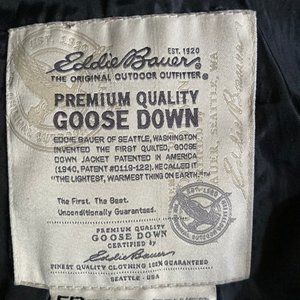 EST. 1920
Eddie Bauer
THE ORIGINAL OUTDOOR OUTFITTER®
PREMIUM QUALITY
GOOSE DOWN
EDDIE BAUER OF SEATTLE, WASHINGTON
INVENTED THE FIRST QUILTED, GOOSE
DOWN JACKET PATENTED IN AMERICA
(1940, PATENT #D119-122). WE CALLED IT
"THE LIGHTEST, WARMEST THING ON EARTH".
The First. The Best.
Unconditionally Guaranteed.
PREMIUM QUALITY
GOOSE DOWN
CERTIFIED by
Eddie Bauer
FINEST QUALITY CLOTHING 100% GUARANTEED
SEATTLE - USA